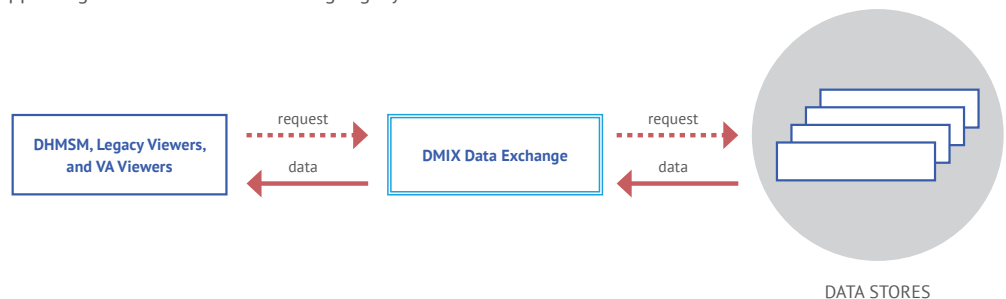 DHMSM, Legacy Viewers,
and VA Viewers
request
data
DMIX Data Exchange
request
data
DATA STORES